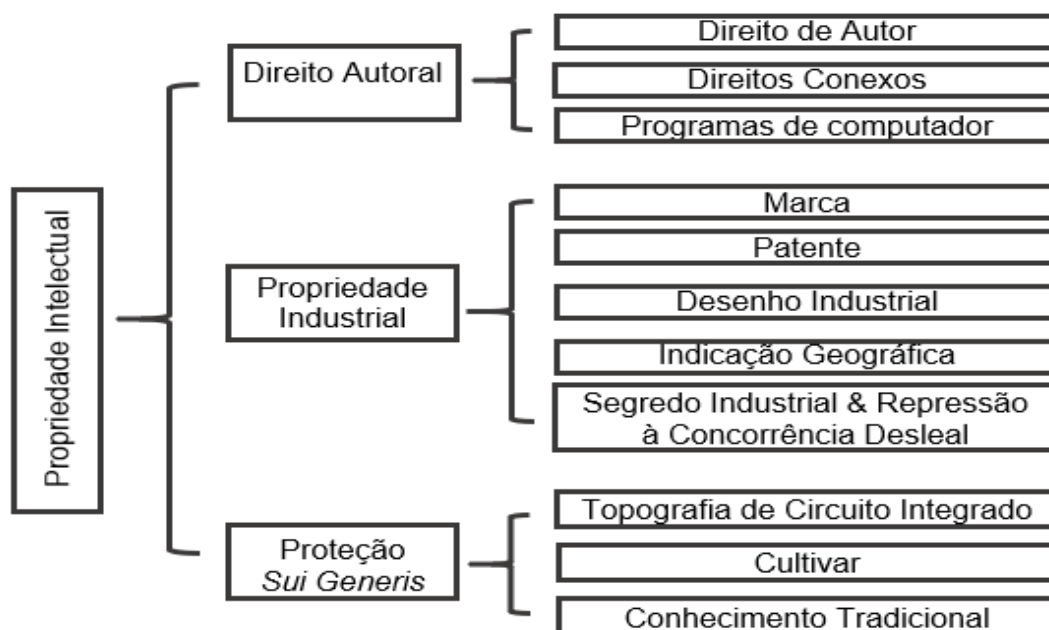 Propriedade Intelectual
Direito Autoral
Direito de Autor
Direitos Conexos
Programas de computador
Propriedade
Industrial
Marca
Patente
Desenho Industrial
Indicação Geográfica
Segredo Industrial & Repressão
à Concorrência Desleal
Proteção
Sui Generis
Topografia de Circuito Integrado
Cultivar
Conhecimento Tradicional